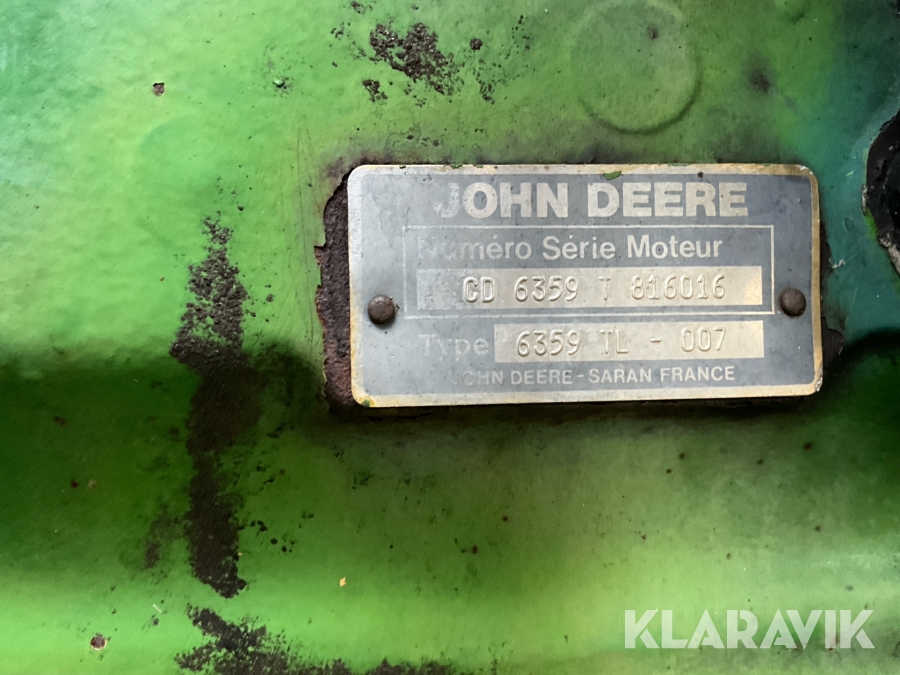 JOHN DEERE
Numéro Série Moteur
CD 6359 T 816016
Type 6359 TL - 007
JOHN DEERE-SARAN FRANCE
KLARAVIK